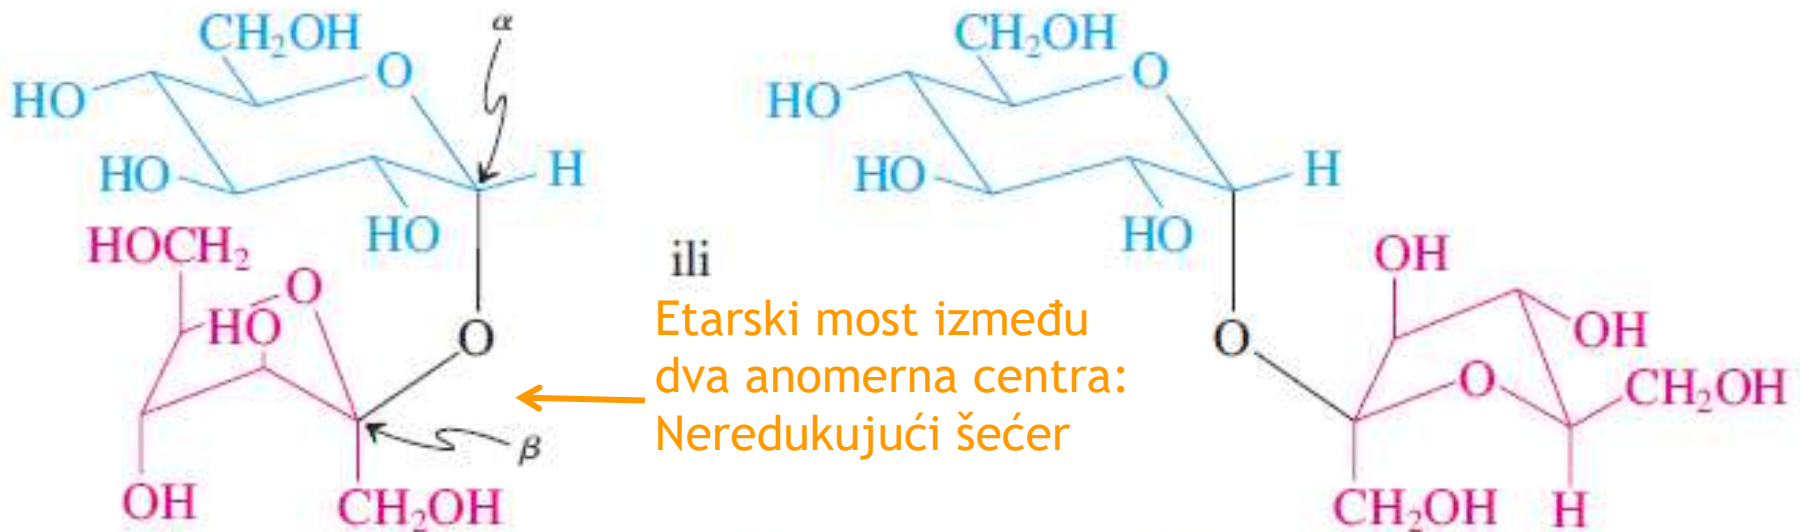 CH₂OH
O
α
HO
HO
H
HO
HOCH₂
O
HO
O
β
OH
CH₂OH
ili
Etarski most između
dva anomerna centra:
Neredukujući šećer
CH₂OH
O
HO
HO
H
HO
OH
O
OH
O
CH₂OH
CH₂OH
H